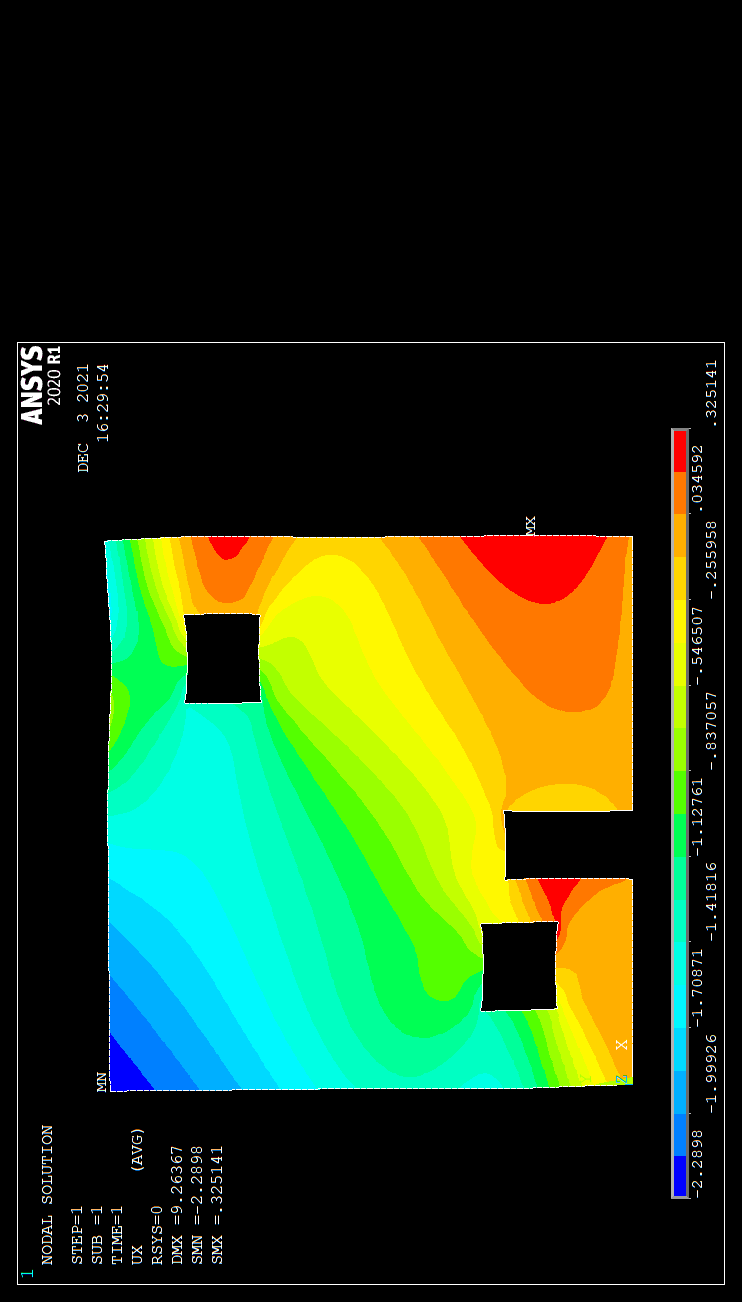 1
NODAL SOLUTION
STEP=1
SUB =1
TIME=1
UX (AVG)
RSYS=0
DMX =9.26367
SMN =-2.2898
SMX =.325141
ANSYS
2020 R1
DEC 3 2021
16:29:54
MN
MX
Z X
-2.2898
-1.99926
-1.70871
-1.41816
-1.12761
-.837057
-.546507
-.255958
.034592
.325141